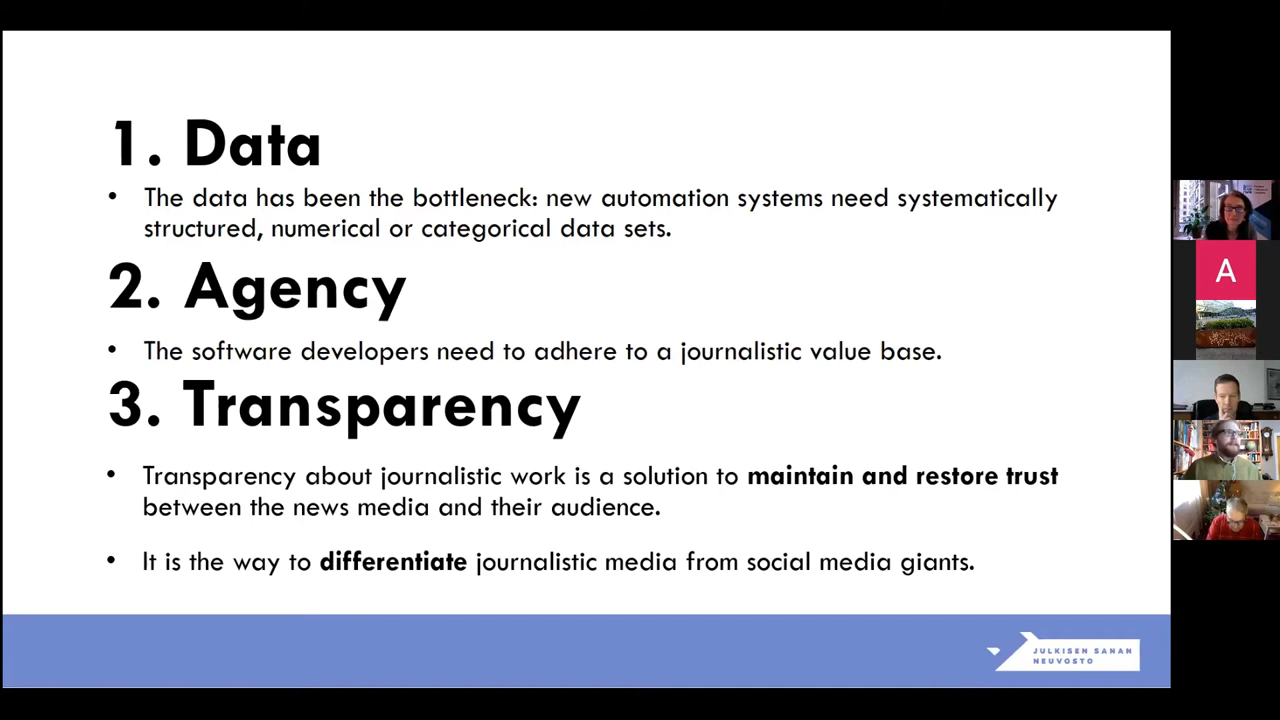 1. Data
• The data has been the bottleneck: new automation systems need systematically
structured, numerical or categorical data sets.
2. Agency
• The software developers need to adhere to a journalistic value base.
3. Transparency
• Transparency about journalistic work is a solution to maintain and restore trust
between the news media and their audience.
• It is the way to differentiate journalistic media from social media giants.
JULKISEN SANAN
NEUVOSTO
A